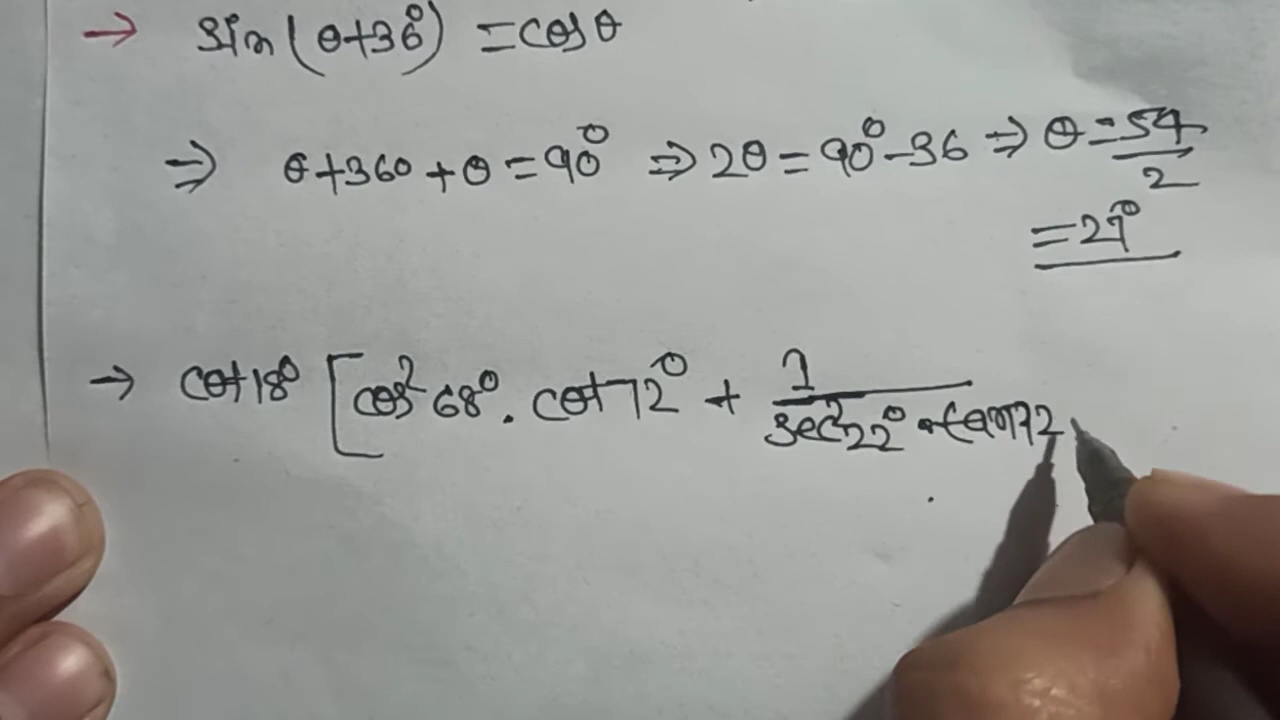 → sin(θ+36°) = cosθ
⇒ θ+360+θ = 90° ⇒ 2θ = 90°-36 ⇒ θ = 54/2
= 27°
→ cot18° [cos²68°. cot72° + 1/sec²22°.tan72